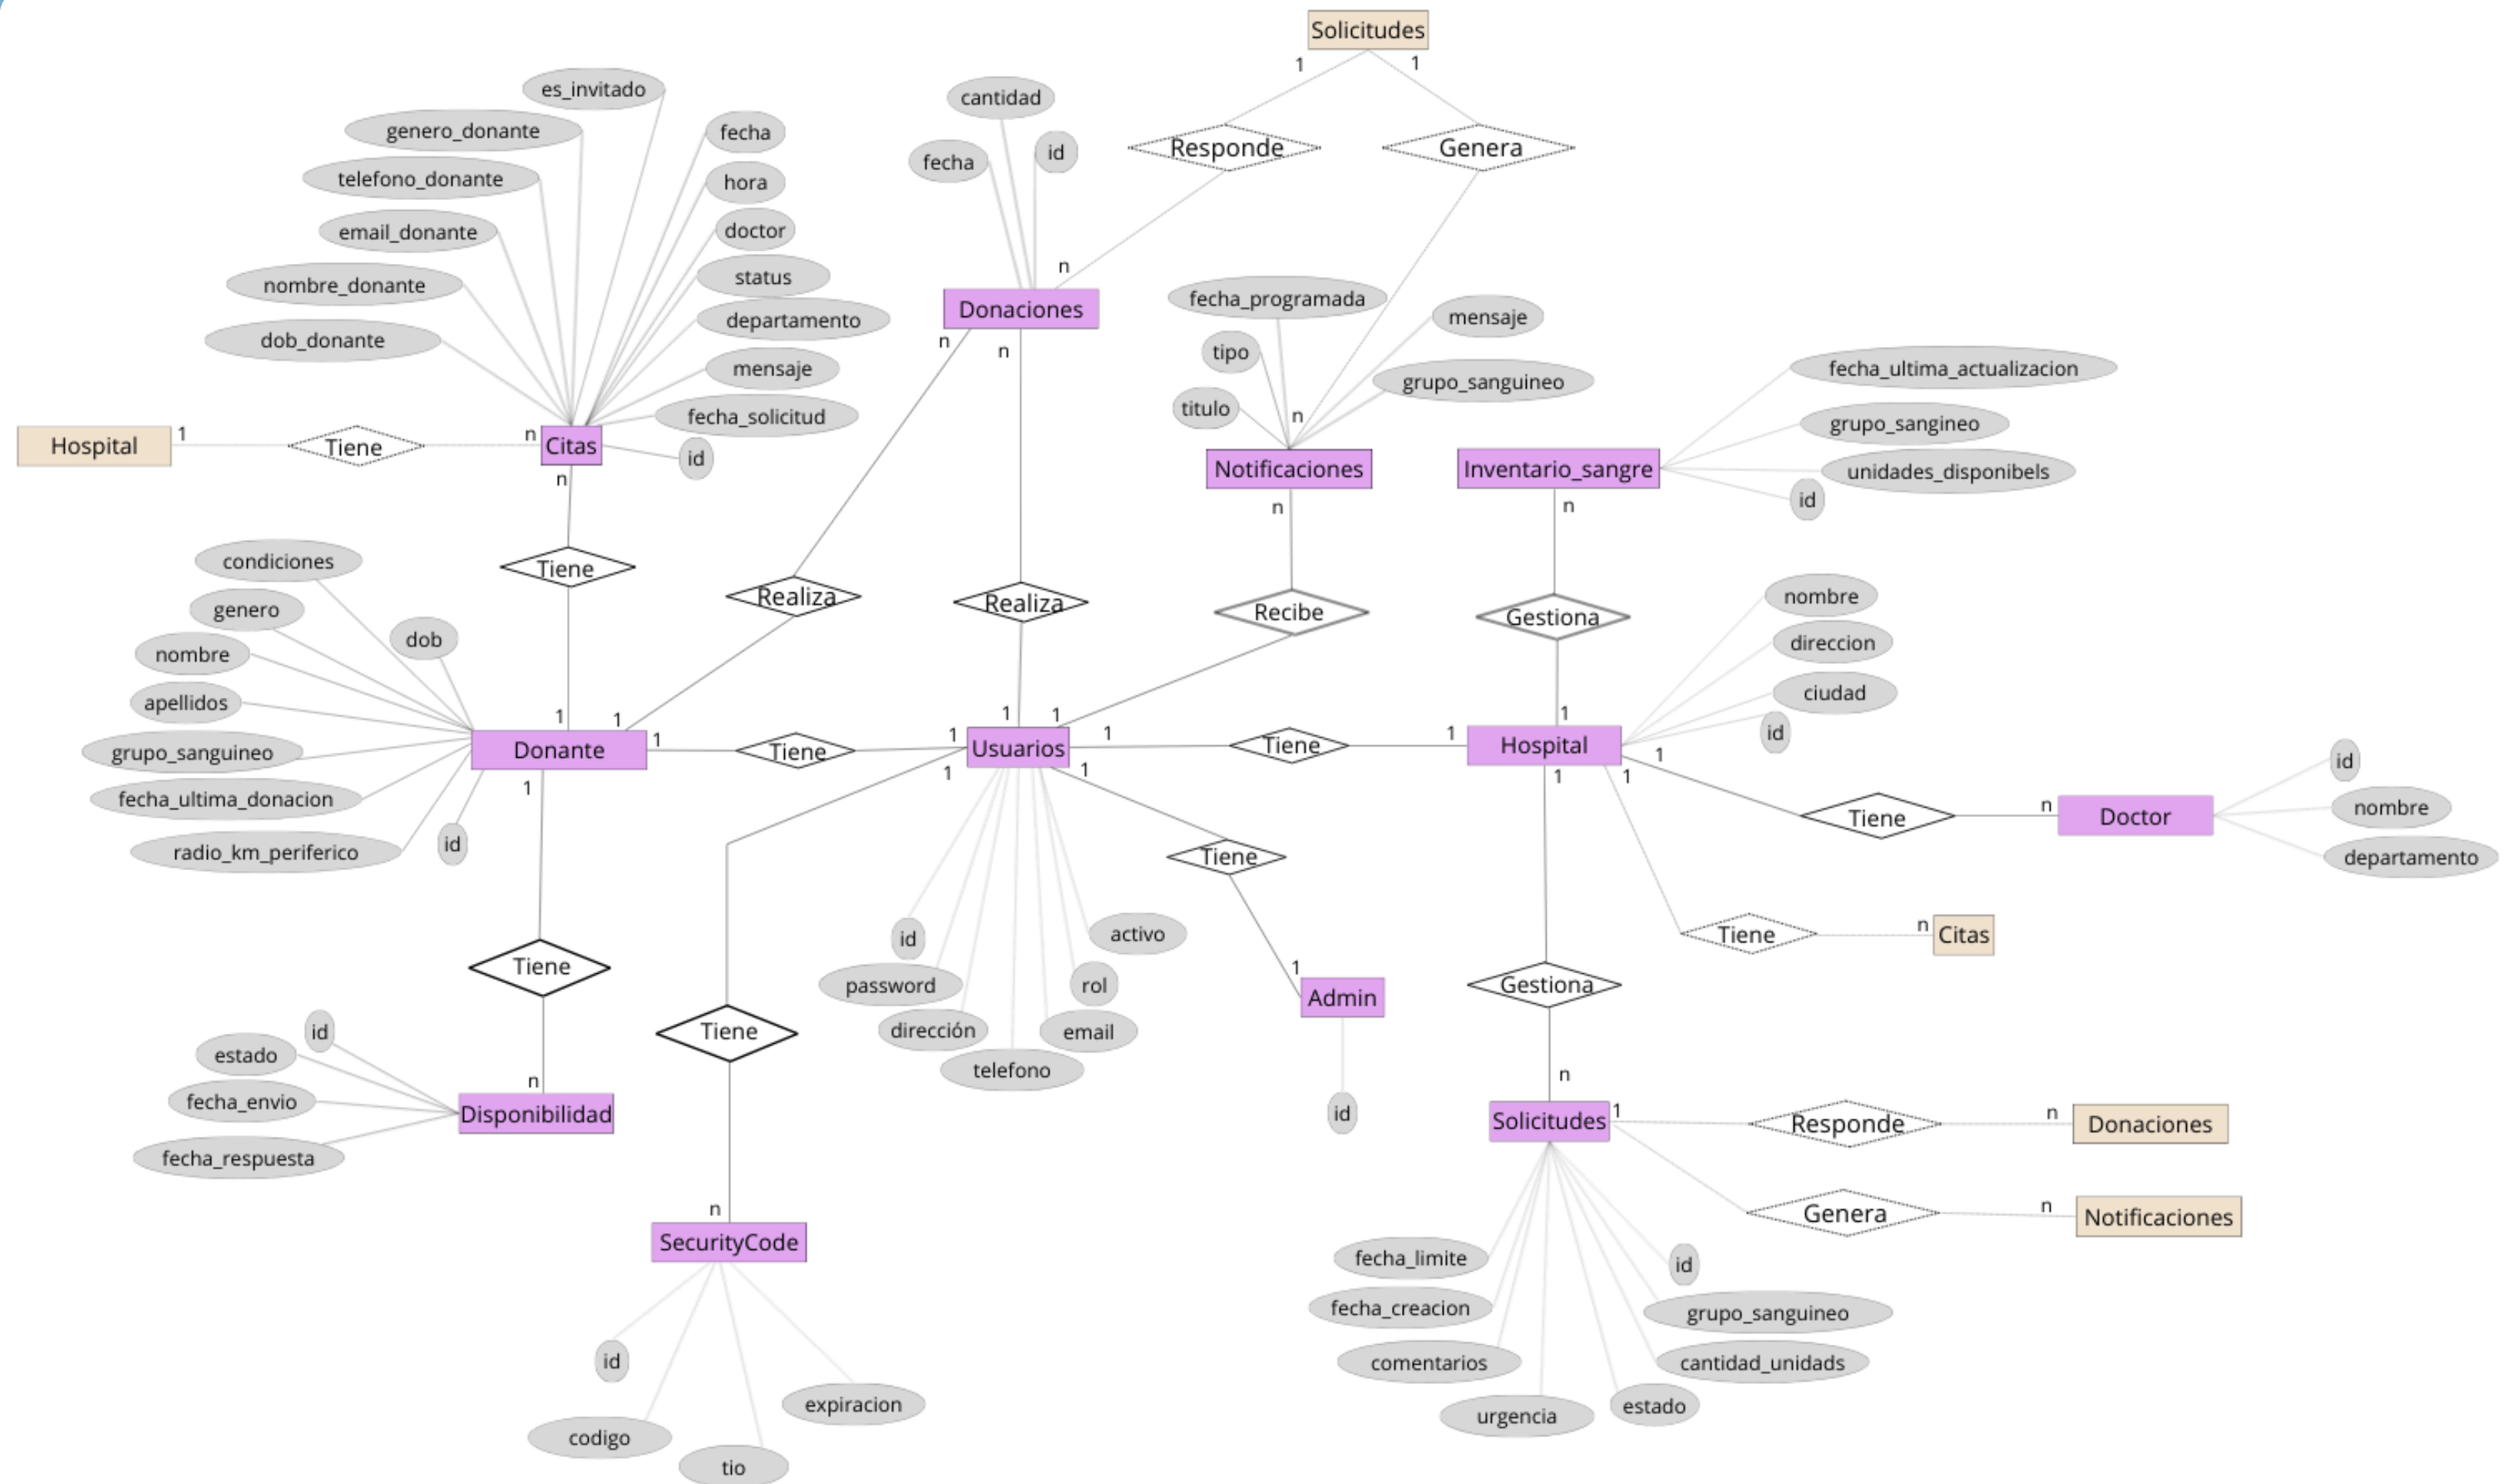 Solicitudes
1
1
es_invitado
cantidad
genero_donante
fecha
Responde
Genera
fecha
id
telefono_donante
hora
email_donante
doctor
n
status
nombre_donante
fecha_programada
Donaciones
mensaje
departamento
dob_donante
n
n
tipo
mensaje
grupo_sanguineo
fecha_ultima_actualizacion
titulo
n
fecha_solicitud
grupo_sangineo
Hospital
1
Tiene
n
Citas
id
Notificaciones
Inventario_sangre
unidades_disponibels
n
n
n
id
condiciones
Tiene
Realiza
Realiza
Recibe
Gestiona
nombre
genero
dob
direccion
nombre
ciudad
apellidos
1
1
1
1
1
id
grupo_sanguineo
Donante
1
Tiene
1
Usuarios
1
Tiene
1
Hospital
1
id
1
1
1
1
1
fecha_ultima_donacion
n
Doctor
nombre
Tiene
radio_km_periferico
id
Tiene
departamento
id
activo
Tiene
n
Citas
Tiene
password
rol
1
Admin
Gestiona
id
Tiene
dirección
email
estado
telefono
n
n
fecha_envio
Disponibilidad
id
Solicitudes
1
Responde
n
Donaciones
fecha_respuesta
n
Genera
n
Notificaciones
SecurityCode
fecha_limite
id
fecha_creacion
grupo_sanguineo
id
comentarios
cantidad_unidads
expiracion
urgencia
estado
codigo
tio